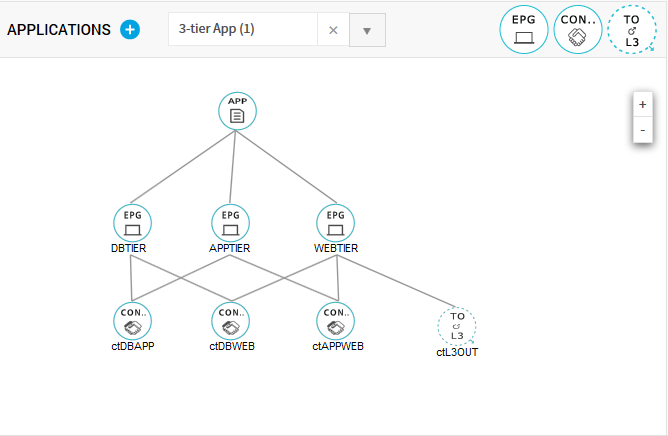 APPLICATIONS +
3-tier App (1) × ▼
EPG
CON..
TO
L3
+
-
APP
EPG
EPG
EPG
DBTIER
APPTIER
WEBTIER
CON..
CON..
CON..
TO
L3
ctDBAPP
ctDBWEB
ctAPPWEB
ctL3OUT